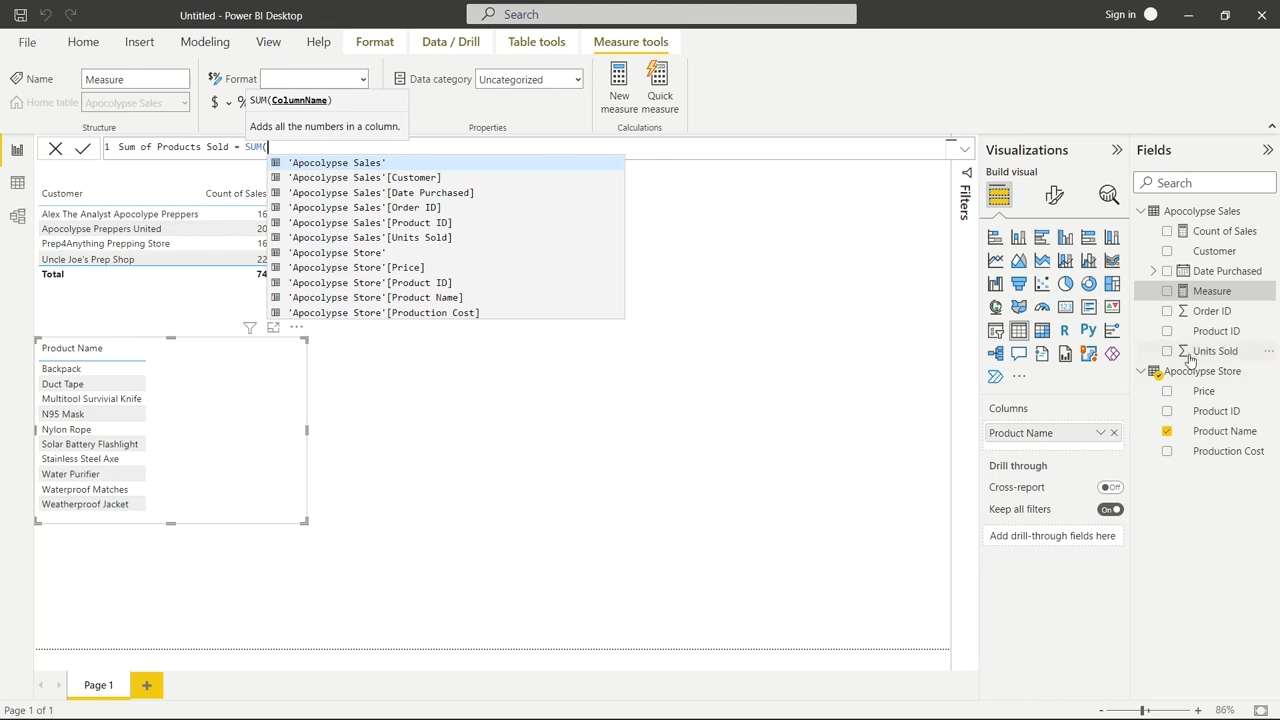 Untitled - Power BI Desktop
Search
Sign in
File
Home
Insert
Modeling
View
Help
Format
Data / Drill
Table tools
Measure tools
Name
Measure
Format
Data category
Uncategorized
New
measure
Quick
measure
Home table
Apocalypse Sales
$
%
SUM(ColumnName)
Adds all the numbers in a column.
Structure
Properties
Calculations
1 Sum of Products Sold = SUM(
'Apocolypse Sales'
'Apocolypse Sales'[Customer]
'Apocolypse Sales'[Date Purchased]
'Apocolypse Sales'[Order ID]
'Apocolypse Sales'[Product ID]
'Apocolypse Sales'[Units Sold]
'Apocolypse Store'
'Apocolypse Store'[Price]
'Apocolypse Store'[Product ID]
'Apocolypse Store'[Product Name]
'Apocolypse Store'[Production Cost]
Customer Count of Sales
Alex The Analyst Apocolype Preppers 16
Apocolypse Preppers United 20
Prep4Anything Prepping Store 16
Uncle Joe's Prep Shop 22
Total 74
Product Name
Backpack
Duct Tape
Multitool Survivial Knife
N95 Mask
Nylon Rope
Solar Battery Flashlight
Stainless Steel Axe
Water Purifier
Waterproof Matches
Weatherproof Jacket
Filters
Visualizations
Build visual
R
Py
Columns
Product Name
Drill through
Cross-report
Off
Keep all filters
On
Add drill-through fields here
Fields
Search
Apocolypse Sales
Count of Sales
Customer
Date Purchased
Measure
Order ID
Product ID
Units Sold
Apocolypse Store
Price
Product ID
Product Name
Production Cost
Page 1
Page 1 of 1
86%